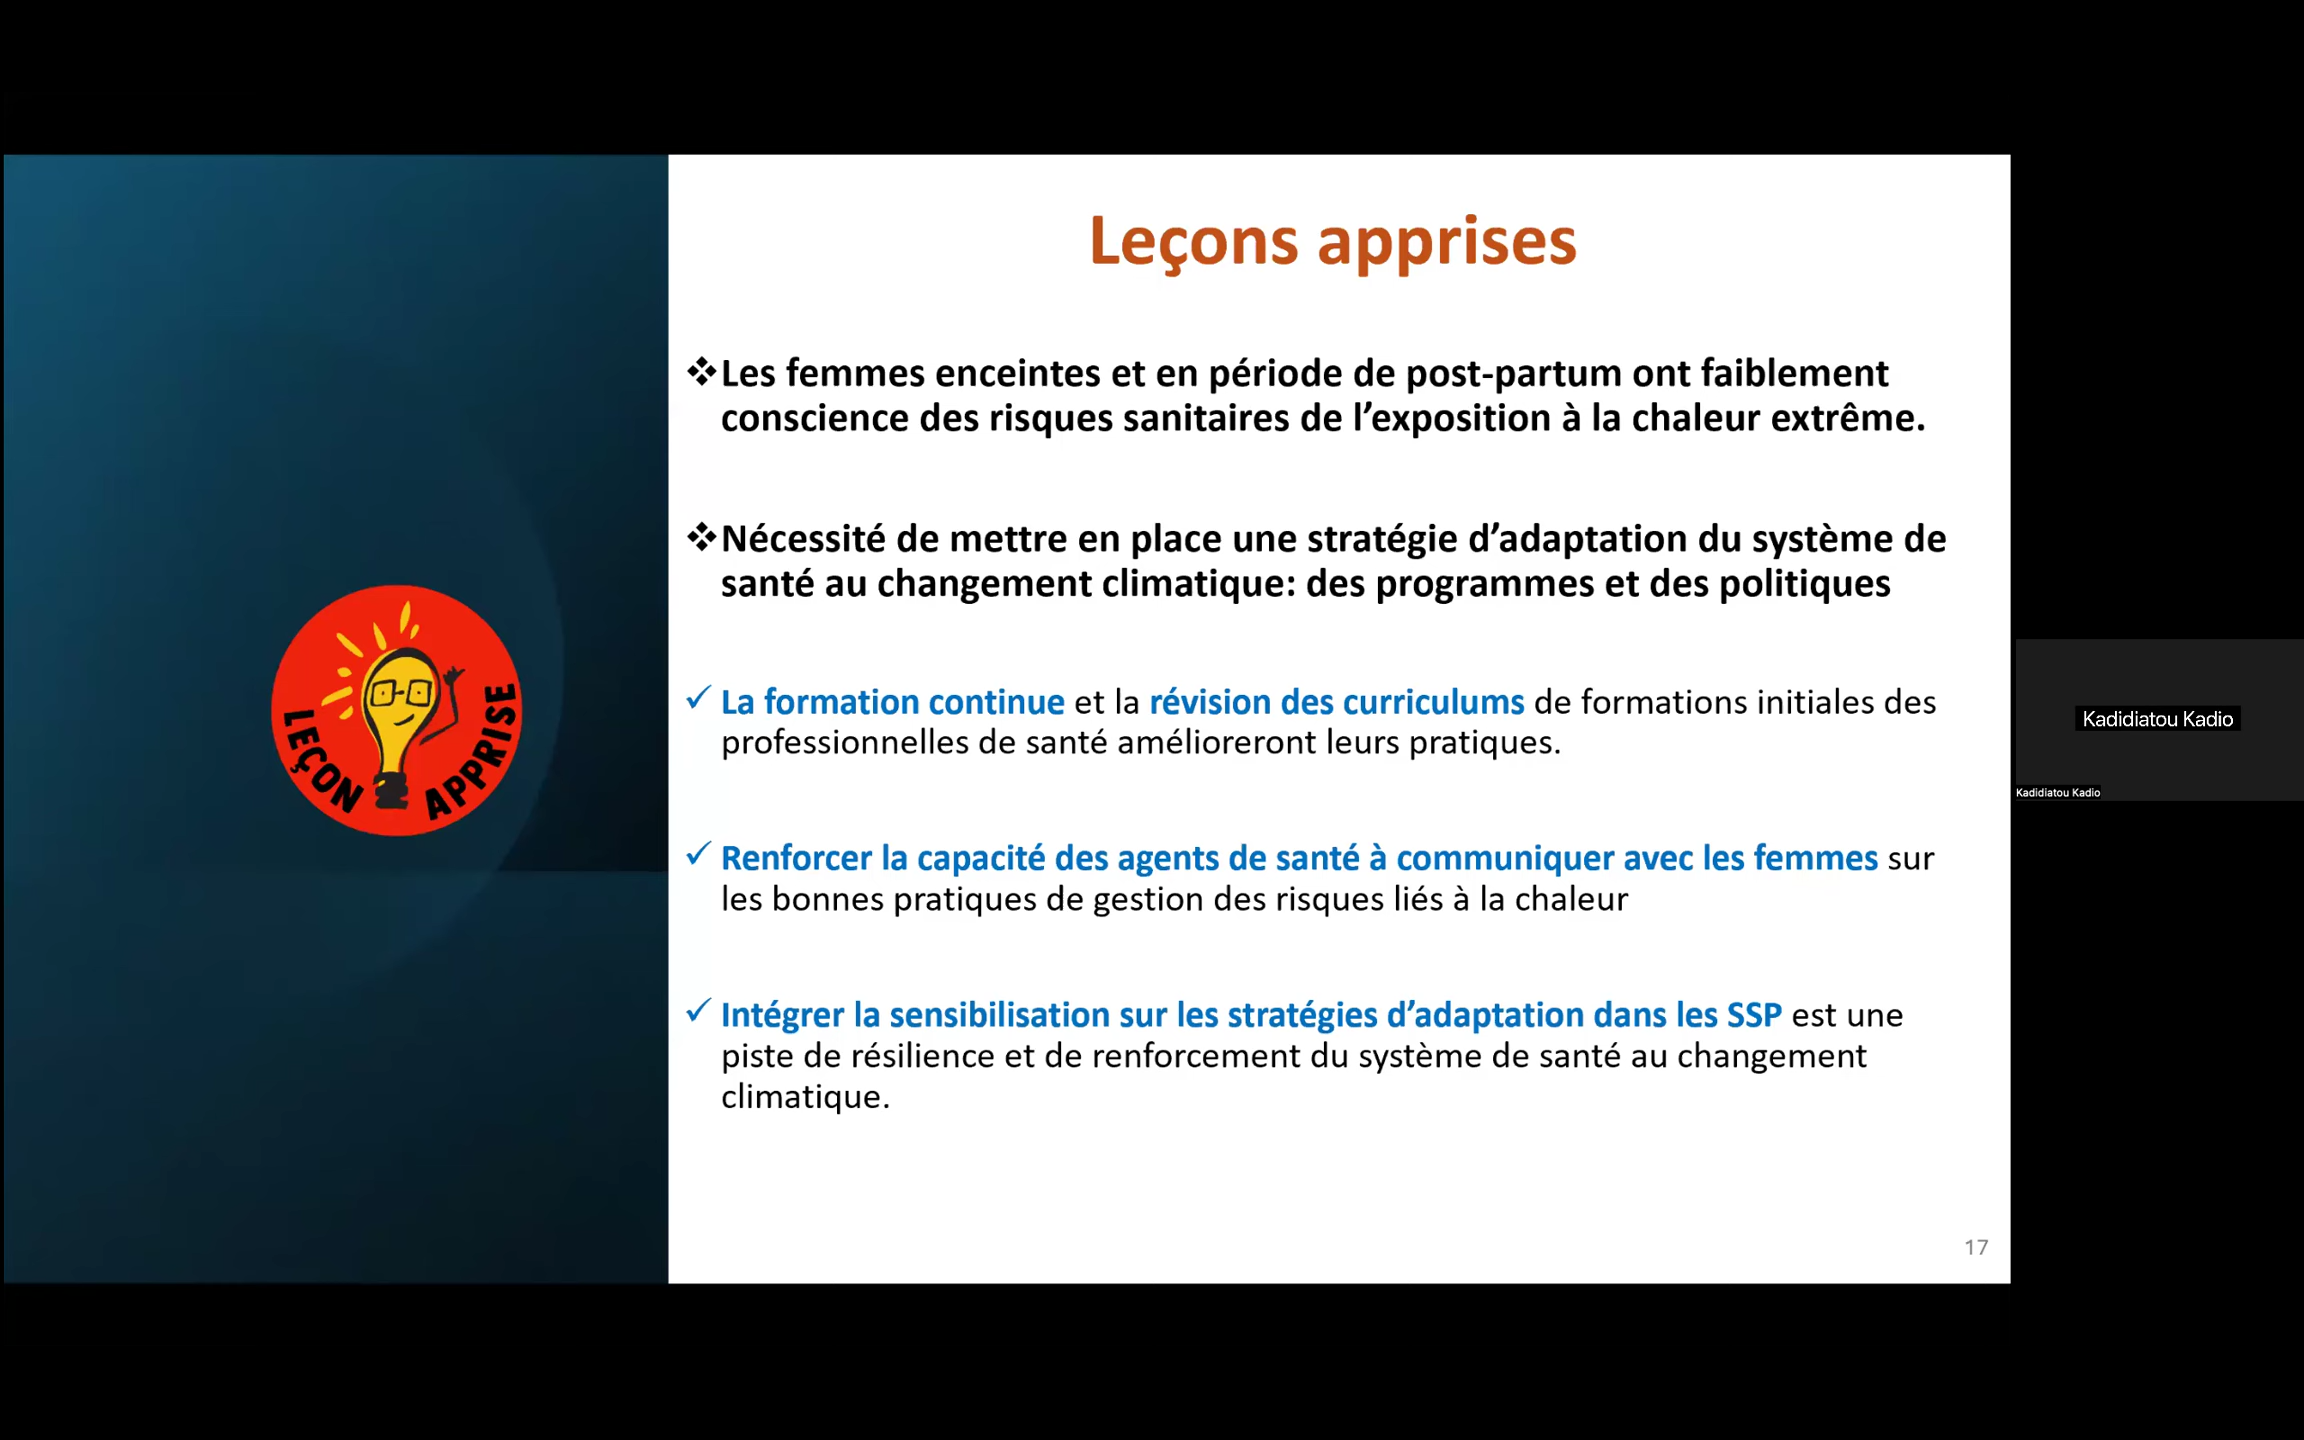 Leçons apprises
❖Les femmes enceintes et en période de post-partum ont faiblement
conscience des risques sanitaires de l’exposition à la chaleur extrême.
❖Nécessité de mettre en place une stratégie d’adaptation du système de
santé au changement climatique: des programmes et des politiques
✓ La formation continue et la révision des curriculums de formations initiales des
professionnelles de santé amélioreront leurs pratiques.
✓ Renforcer la capacité des agents de santé à communiquer avec les femmes sur
les bonnes pratiques de gestion des risques liés à la chaleur
✓ Intégrer la sensibilisation sur les stratégies d’adaptation dans les SSP est une
piste de résilience et de renforcement du système de santé au changement
climatique.
17
LEÇON APPRISE
Kadidiatou Kadio
Kadidiatou Kadio